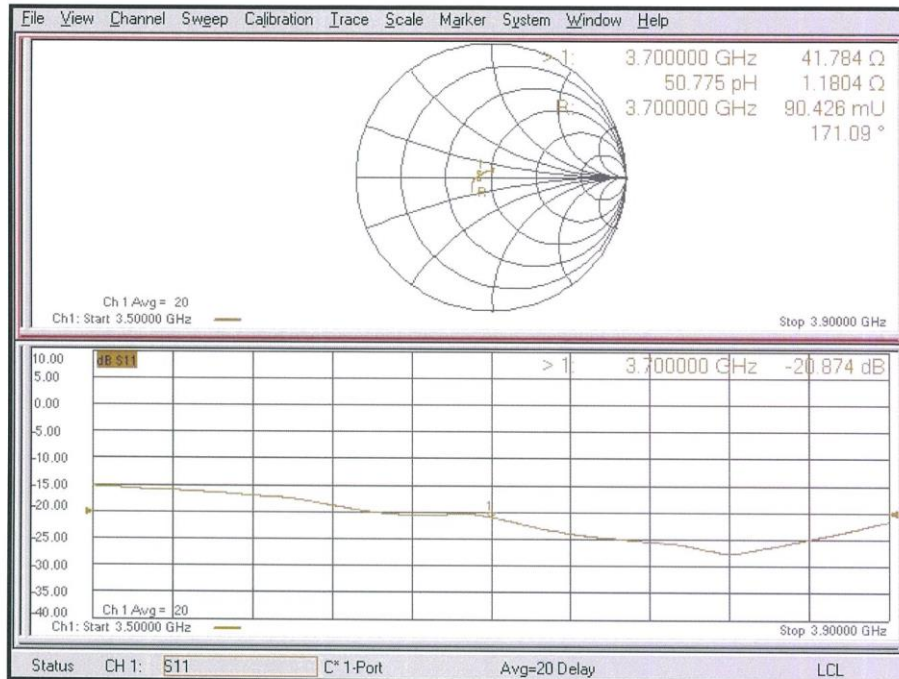 File View Channel Sweep Calibration Trace Scale Marker System Window Help
> 1: 3.700000 GHz 41.784 Ω
50.775 pH 1.1804 Ω
R: 3.700000 GHz 90.426 mU
171.09 °
1
R
Ch 1 Avg = 20
Ch1: Start 3.50000 GHz
Stop 3.90000 GHz
10.00
dB S11
> 1: 3.700000 GHz -20.874 dB
5.00
0.00
-5.00
-10.00
-15.00
-20.00
1
-25.00
-30.00
-35.00
-40.00
Ch 1 Avg = 20
Ch1: Start 3.50000 GHz
Stop 3.90000 GHz
Status CH 1: S11 C* 1-Port Avg=20 Delay LCL